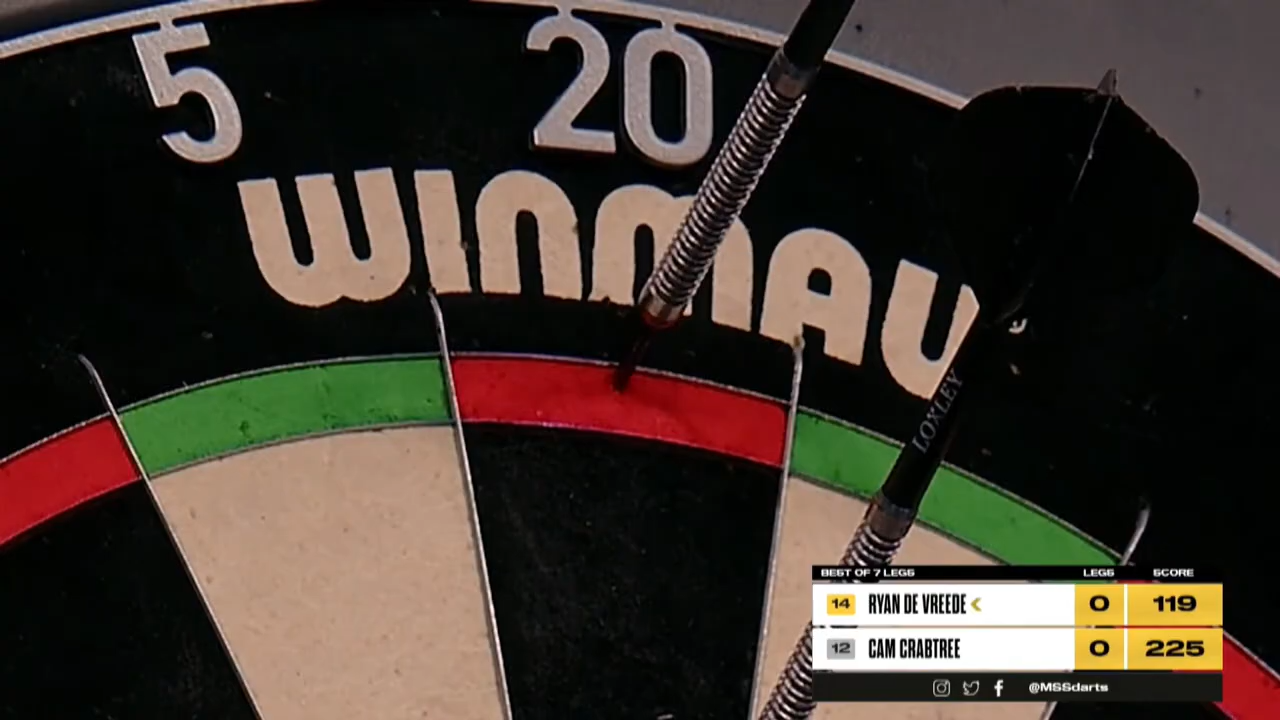 5 20
WINMAU
LOXLEY
BEST OF 7 LEGS LEGS SCORE
14 RYAN DE VREEDE 0 119
12 CAM CRABTREE 0 225
@MSSdarts